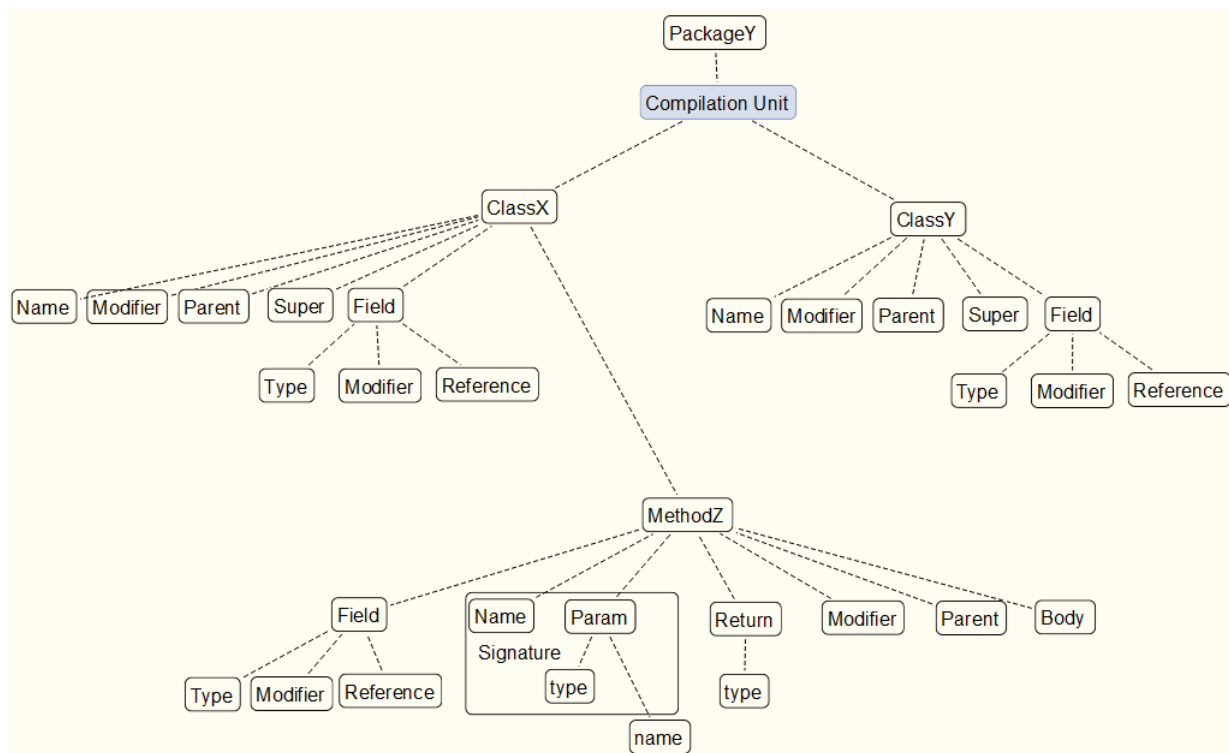 PackageY
Compilation Unit
ClassX
ClassY
Name
Modifier
Parent
Super
Field
Name
Modifier
Parent
Super
Field
Type
Modifier
Reference
Type
Modifier
Reference
MethodZ
Field
Name
Param
Return
Modifier
Parent
Body
Signature
Type
Modifier
Reference
type
type
name